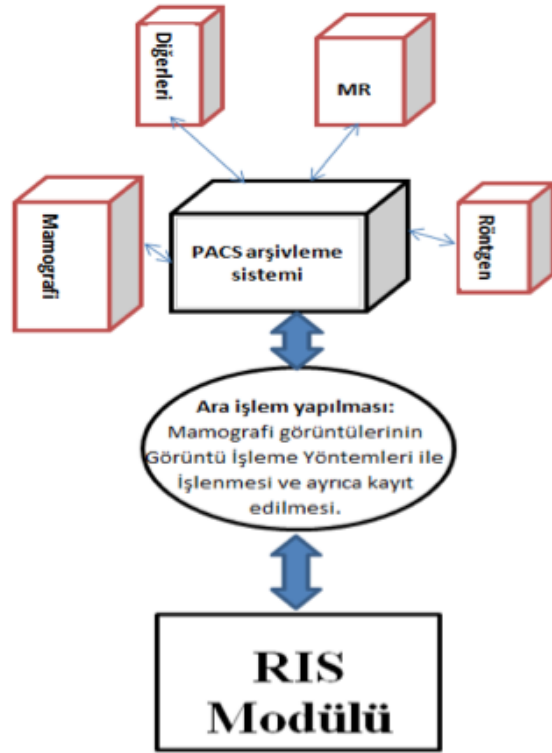 Diğerleri
MR
Mamografi
PACS arşivleme
sistemi
Röntgen
Ara işlem yapılması:
Mamografi görüntülerinin
Görüntü İşleme Yöntemleri ile
İşlenmesi ve ayrıca kayıt
edilmesi.
RIS
Modülü